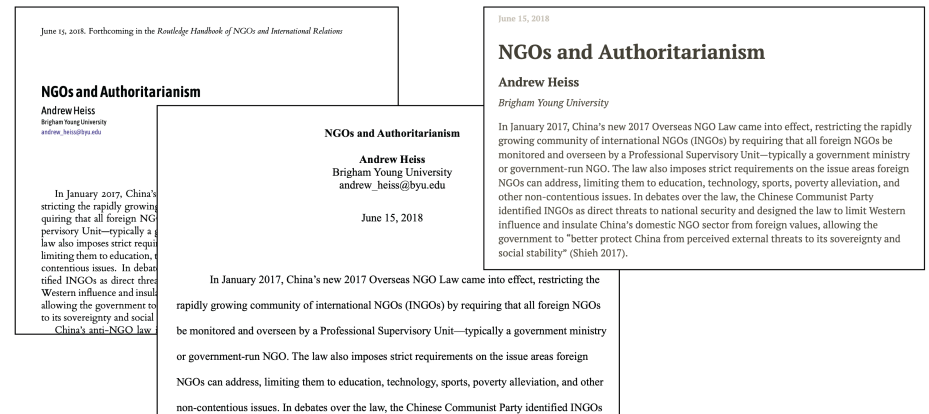 June 15, 2018. Forthcoming in the Routledge Handbook of NGOs and International Relations
NGOs and Authoritarianism
Andrew Heiss
Brigham Young University
andrew_heiss@byu.edu
In January 2017, China's
stricting the rapidly growing
quiring that all foreign NG
pervisory Unit—typically a g
law also imposes strict requi
limiting them to education, t
contentious issues. In debat
tified INGOs as direct threa
Western influence and insula
allowing the government to
to its sovereignty and social
China's anti-NGO law i
NGOs and Authoritarianism
Andrew Heiss
Brigham Young University
andrew_heiss@byu.edu
June 15, 2018
In January 2017, China's new 2017 Overseas NGO Law came into effect, restricting the
rapidly growing community of international NGOs (INGOs) by requiring that all foreign NGOs
be monitored and overseen by a Professional Supervisory Unit—typically a government ministry
or government-run NGO. The law also imposes strict requirements on the issue areas foreign
NGOs can address, limiting them to education, technology, sports, poverty alleviation, and other
non-contentious issues. In debates over the law, the Chinese Communist Party identified INGOs
June 15, 2018
NGOs and Authoritarianism
Andrew Heiss
Brigham Young University
In January 2017, China's new 2017 Overseas NGO Law came into effect, restricting the rapidly
growing community of international NGOs (INGOs) by requiring that all foreign NGOs be
monitored and overseen by a Professional Supervisory Unit—typically a government ministry
or government-run NGO. The law also imposes strict requirements on the issue areas foreign
NGOs can address, limiting them to education, technology, sports, poverty alleviation, and
other non-contentious issues. In debates over the law, the Chinese Communist Party
identified INGOs as direct threats to national security and designed the law to limit Western
influence and insulate China's domestic NGO sector from foreign values, allowing the
government to "better protect China from perceived external threats to its sovereignty and
social stability" (Shieh 2017).